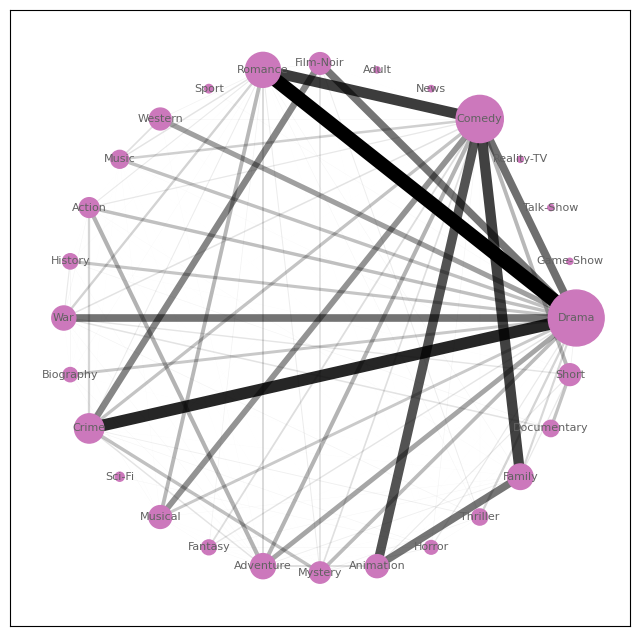 Film-Noir
Romance
Adult
Sport
News
Western
Comedy
Music
Reality-TV
Action
Talk-Show
History
Game-Show
War
Drama
Biography
Short
Crime
Documentary
Sci-Fi
Family
Musical
Thriller
Fantasy
Horror
Adventure
Mystery
Animation